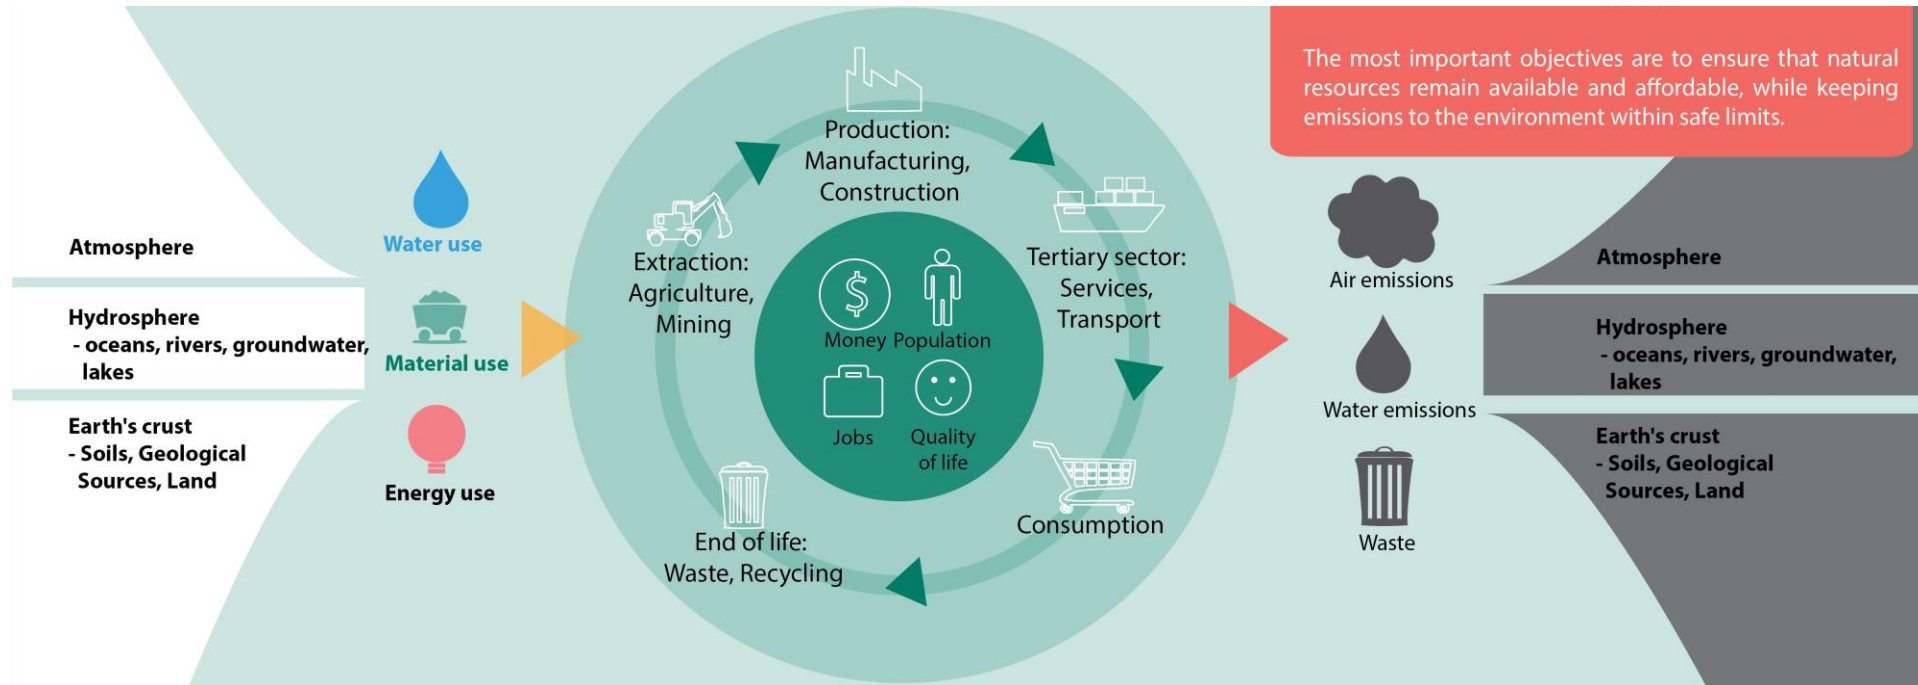 Atmosphere
Hydrosphere
- oceans, rivers, groundwater,
lakes
Earth's crust
- Soils, Geological
Sources, Land
Water use
Material use
Energy use
Production:
Manufacturing,
Construction
Extraction:
Agriculture,
Mining
Tertiary sector:
Services,
Transport
$
Money
Population
Jobs
Quality
of life
End of life:
Waste, Recycling
Consumption
The most important objectives are to ensure that natural
resources remain available and affordable, while keeping
emissions to the environment within safe limits.
Air emissions
Water emissions
Waste
Atmosphere
Hydrosphere
- oceans, rivers, groundwater,
lakes
Earth's crust
- Soils, Geological
Sources, Land